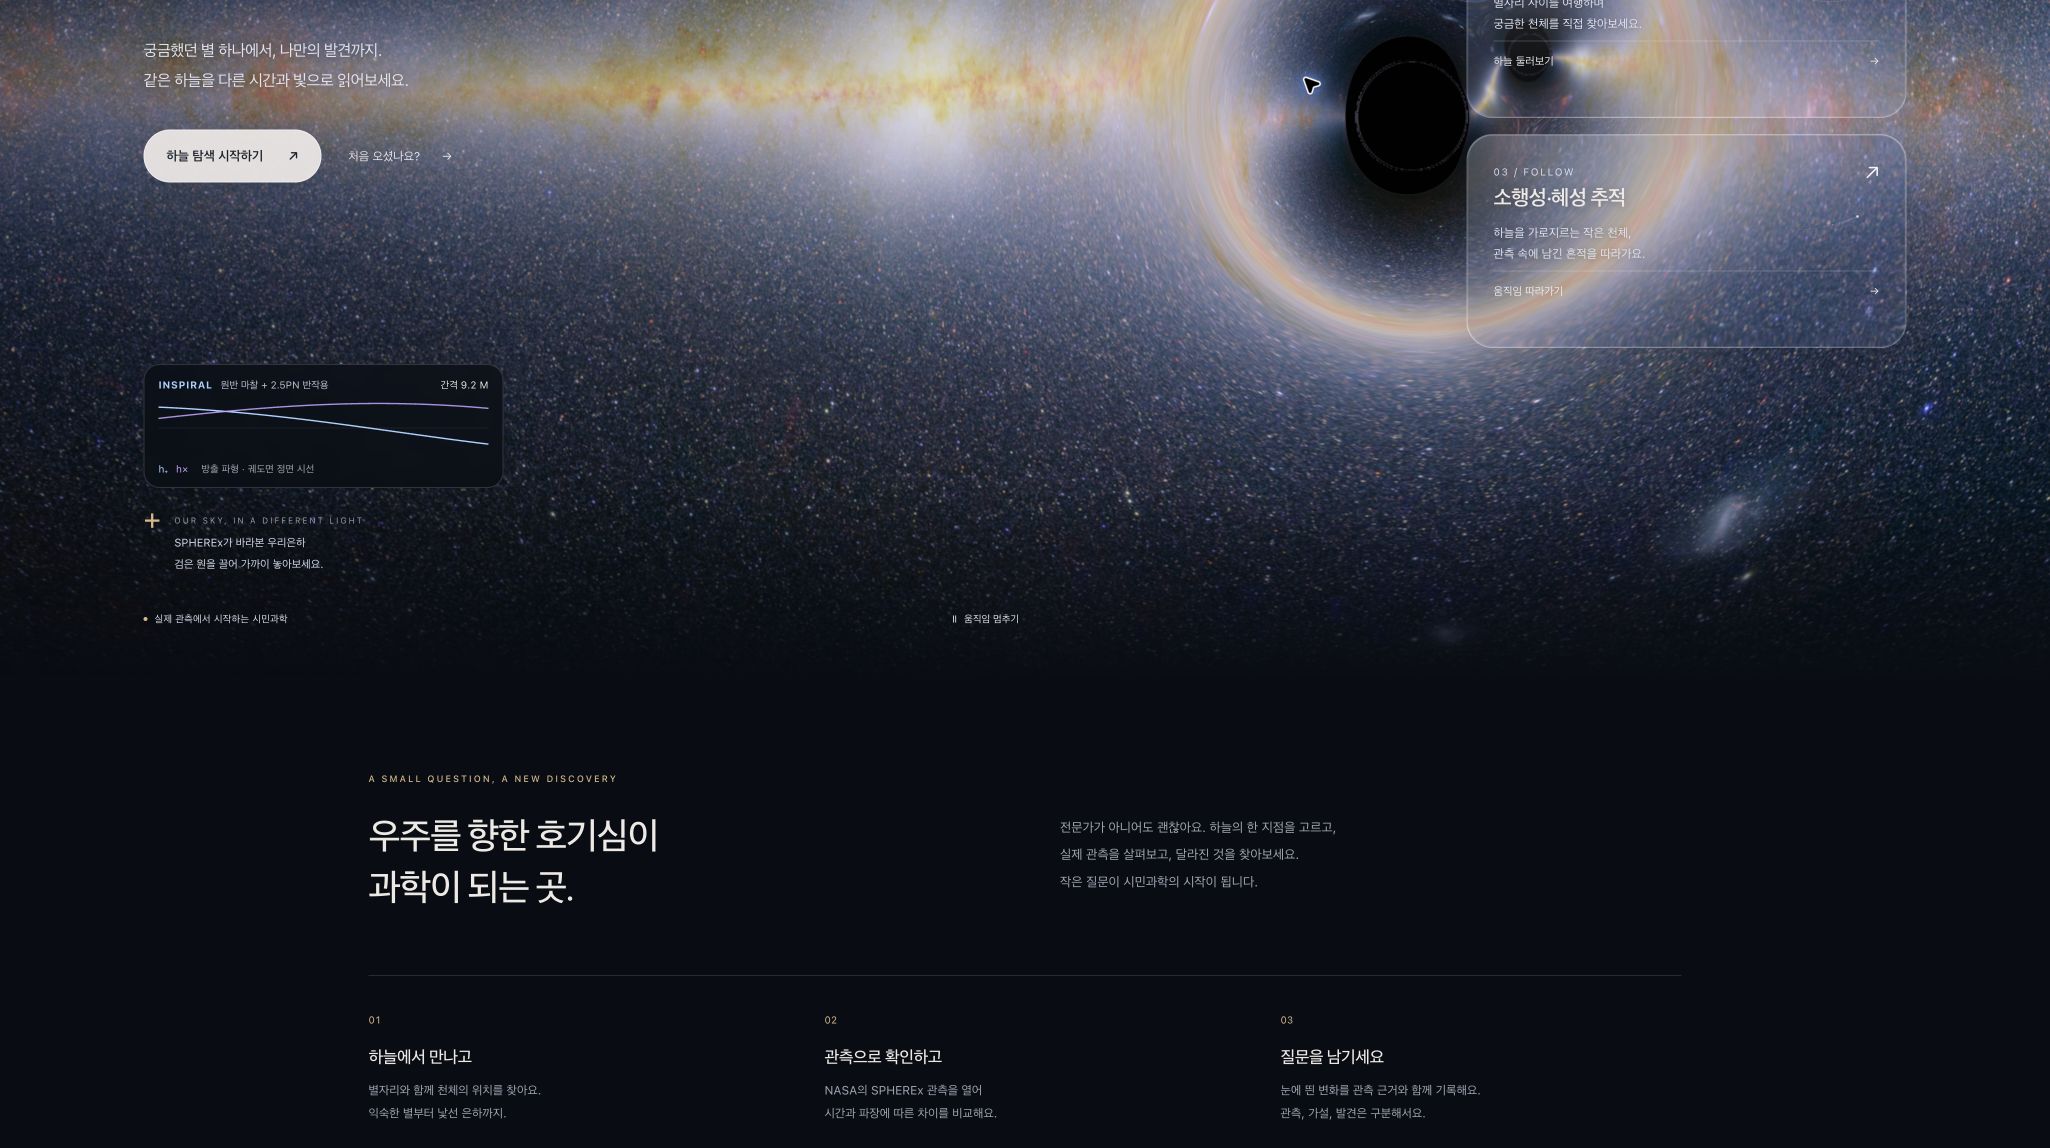 궁금했던 별 하나에서, 나만의 발견까지.
같은 하늘을 다른 시간과 빛으로 읽어보세요.
하늘 탐색 시작하기 ↗
처음 오셨나요? →
별자리 사이를 여행하며
궁금한 천체를 직접 찾아보세요.
하늘 둘러보기 →
03 / FOLLOW ↗
소행성·혜성 추적
하늘을 가로지르는 작은 천체,
관측 속에 남긴 흔적을 따라가요.
움직임 따라가기 →
INSPIRAL 원반 마찰 + 2.5PN 반작용 간격 9.2 M
h₊ h× 방출 파형 · 궤도면 정면 시선
OUR SKY, IN A DIFFERENT LIGHT
SPHEREx가 바라본 우리은하
검은 원을 끌어 가까이 놓아보세요.
실제 관측에서 시작하는 시민과학
움직임 멈추기
A SMALL QUESTION, A NEW DISCOVERY
우주를 향한 호기심이
과학이 되는 곳.
전문가가 아니어도 괜찮아요. 하늘의 한 지점을 고르고,
실제 관측을 살펴보고, 달라진 것을 찾아보세요.
작은 질문이 시민과학의 시작이 됩니다.
01
하늘에서 만나고
별자리와 함께 천체의 위치를 찾아요.
익숙한 별부터 낯선 은하까지.
02
관측으로 확인하고
NASA의 SPHEREx 관측을 열어
시간과 파장에 따른 차이를 비교해요.
03
질문을 남기세요
눈에 띈 변화를 관측 근거와 함께 기록해요.
관측, 가설, 발견은 구분해서요.